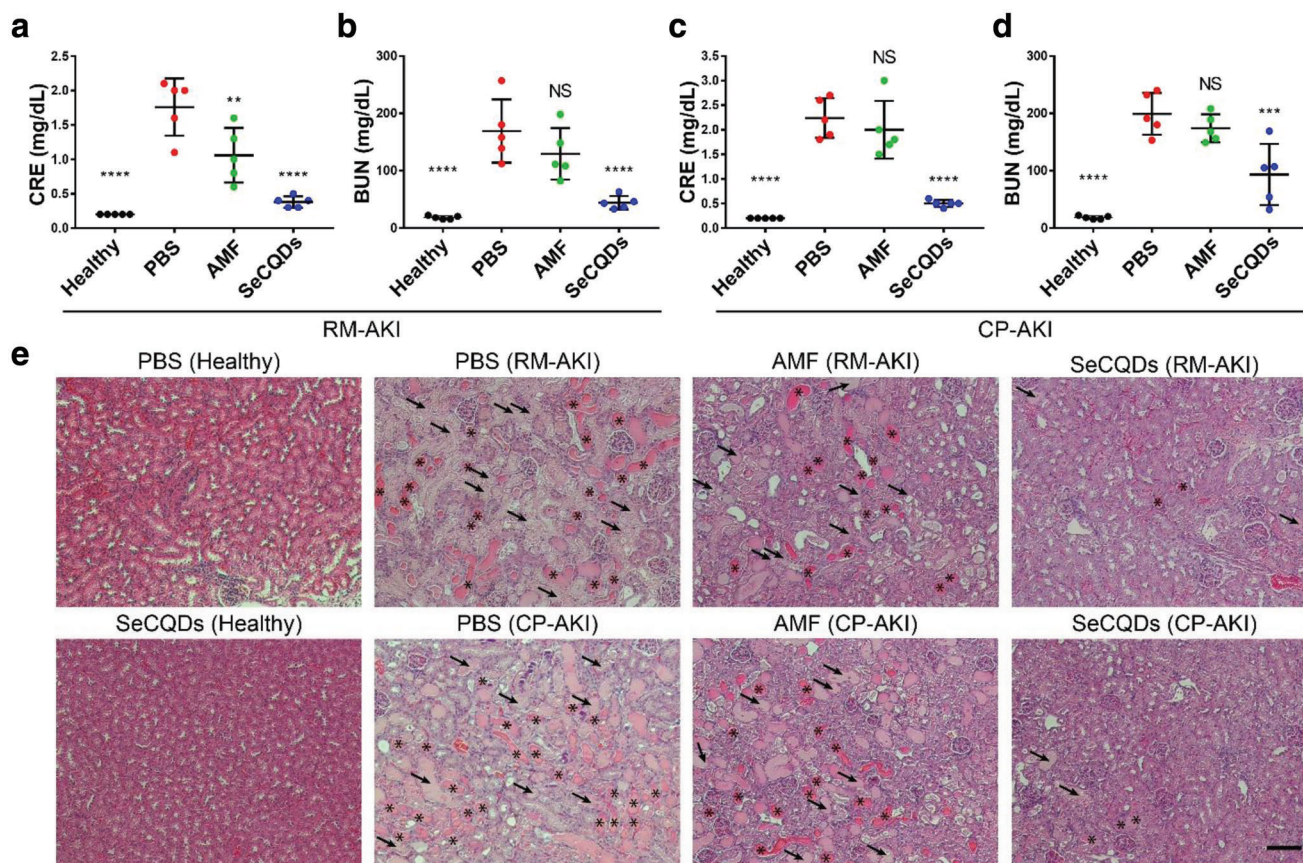 a
b
c
d
CRE (mg/dL)
2.5
2.0
1.5
1.0
0.5
0.0
****
**
****
Healthy
PBS
AMF
SeCQDs
BUN (mg/dL)
300
200
100
0
****
NS
****
Healthy
PBS
AMF
SeCQDs
CRE (mg/dL)
3.5
3.0
2.5
2.0
1.5
1.0
0.5
0.0
****
NS
****
Healthy
PBS
AMF
SeCQDs
BUN (mg/dL)
300
200
100
0
****
NS
***
Healthy
PBS
AMF
SeCQDs
RM-AKI
CP-AKI
e
PBS (Healthy)
PBS (RM-AKI)
AMF (RM-AKI)
SeCQDs (RM-AKI)
SeCQDs (Healthy)
PBS (CP-AKI)
AMF (CP-AKI)
SeCQDs (CP-AKI)